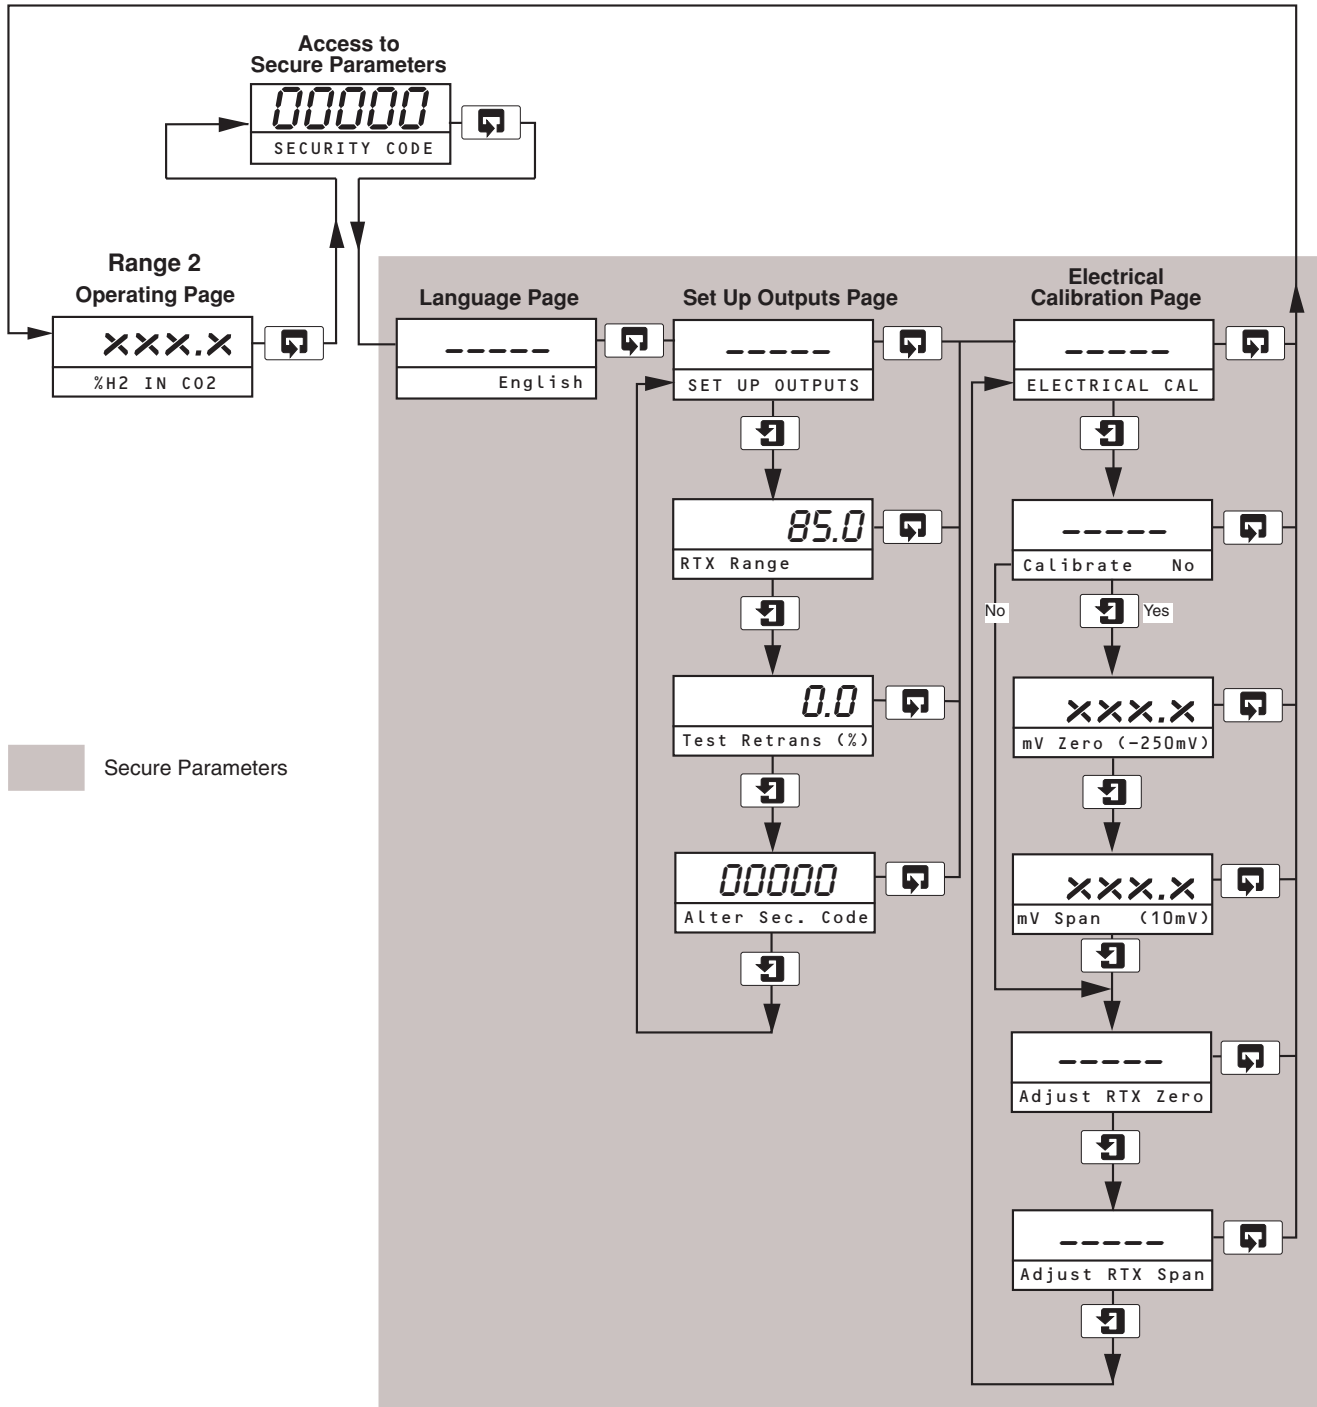 Access to
Secure Parameters
00000
SECURITY CODE
Range 2
Operating Page
XXX.X
%H2 IN CO2
Language Page
-----
English
Set Up Outputs Page
-----
SET UP OUTPUTS
85.0
RTX Range
0.0
Test Retrans (%)
00000
Alter Sec. Code
Electrical
Calibration Page
-----
ELECTRICAL CAL
-----
Calibrate No
No
Yes
XXX.X
mV Zero (-250mV)
XXX.X
mV Span (10mV)
-----
Adjust RTX Zero
-----
Adjust RTX Span
Secure Parameters